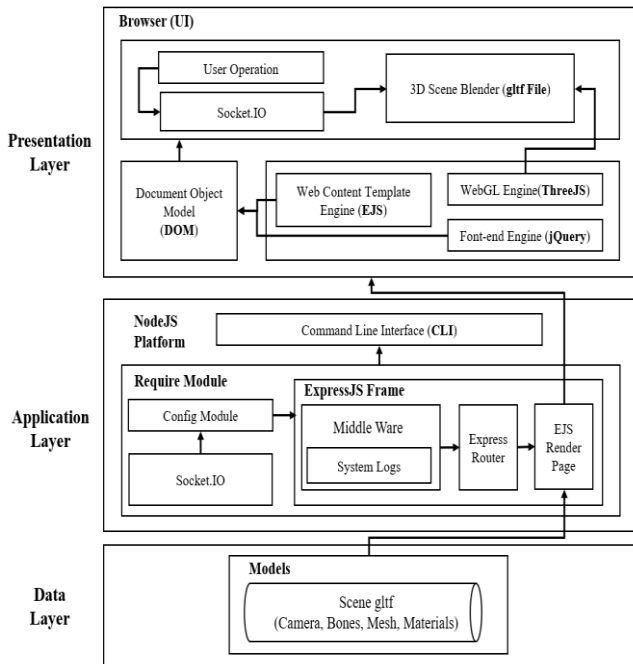 Browser (UI)
User Operation
Socket.IO
3D Scene Blender (gltf File)
Presentation
Layer
Document Object
Model
(DOM)
Web Content Template
Engine (EJS)
WebGL Engine(ThreeJS)
Font-end Engine (jQuery)
NodeJS
Platform
Command Line Interface (CLI)
Application
Layer
Require Module
Config Module
Socket.IO
ExpressJS Frame
Middle Ware
System Logs
Express
Router
EJS
Render
Page
Data
Layer
Models
Scene gltf
(Camera, Bones, Mesh, Materials)